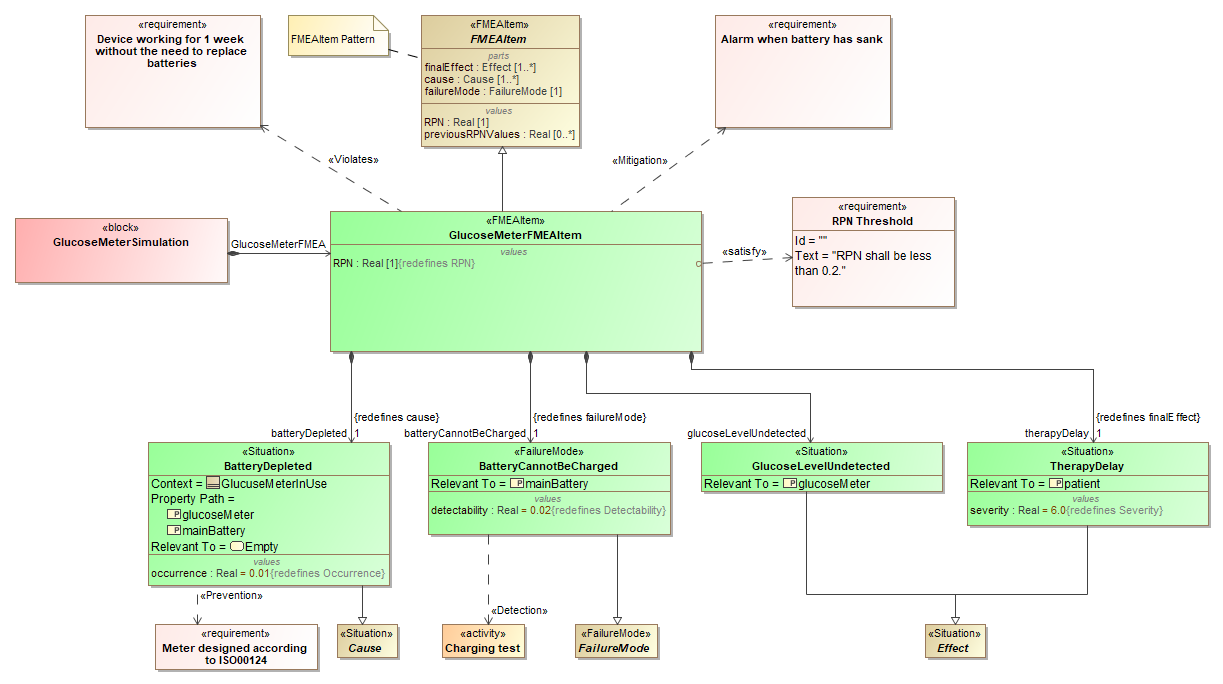 «requirement»
Device working for 1 week
without the need to replace
batteries
FMEAItem Pattern
«FMEAItem»
FMEAItem
parts
finalEffect : Effect [1..*]
cause : Cause [1..*]
failureMode : FailureMode [1]
values
RPN : Real [1]
previousRPNValues : Real [0..*]
«requirement»
Alarm when battery has sank
«Violates»
«Mitigation»
«block»
GlucoseMeterSimulation
GlucoseMeterFMEA
«FMEAItem»
GlucoseMeterFMEAItem
values
RPN : Real [1]{redefines RPN}
«satisfy»
«requirement»
RPN Threshold
Id = ""
Text = "RPN shall be less
than 0.2."
{redefines cause}
batteryDepleted
1
{redefines failureMode}
batteryCannotBeCharged
1
glucoseLevelUndetected
{redefines finalEffect}
therapyDelay
1
«Situation»
BatteryDepleted
Context = GlucuseMeterInUse
Property Path =
glucoseMeter
mainBattery
Relevant To = Empty
values
occurrence : Real = 0.01{redefines Occurrence}
«FailureMode»
BatteryCannotBeCharged
Relevant To = mainBattery
values
detectability : Real = 0.02{redefines Detectability}
«Situation»
GlucoseLevelUndetected
Relevant To = glucoseMeter
«Situation»
TherapyDelay
Relevant To = patient
values
severity : Real = 6.0{redefines Severity}
«Prevention»
«Detection»
«requirement»
Meter designed according
to ISO00124
«Situation»
Cause
«activity»
Charging test
«FailureMode»
FailureMode
«Situation»
Effect